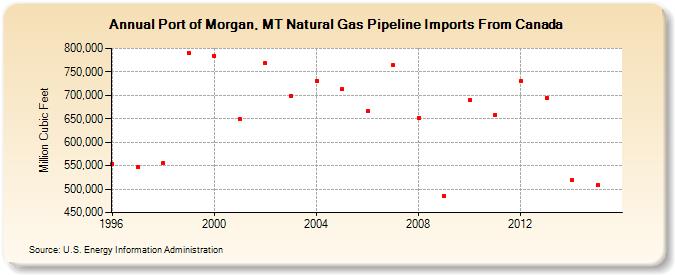 Annual Port of Morgan, MT Natural Gas Pipeline Imports From Canada
Million Cubic Feet
800,000
750,000
700,000
650,000
600,000
550,000
500,000
450,000
1996 2000 2004 2008 2012
Source: U.S. Energy Information Administration